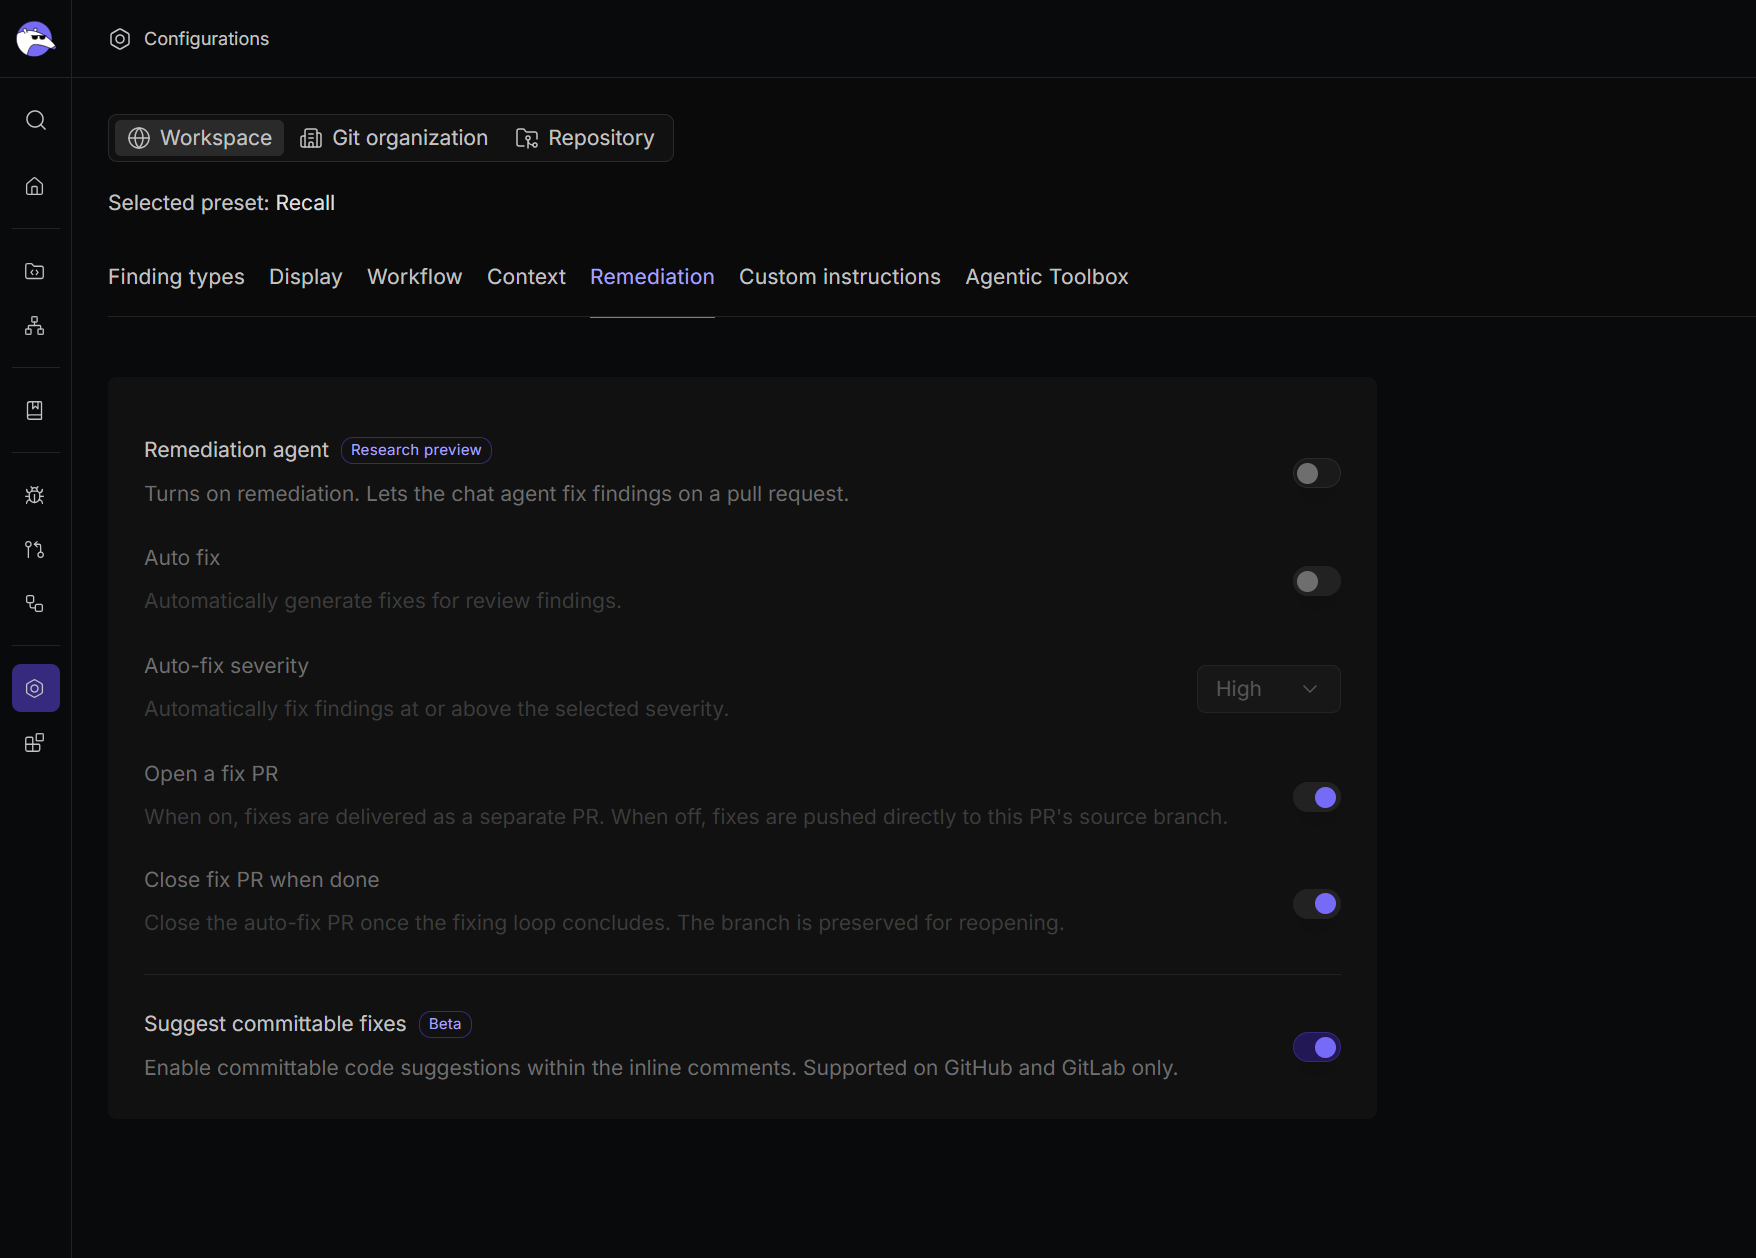 Configurations
Workspace Git organization Repository
Selected preset: Recall
Finding types Display Workflow Context Remediation Custom instructions Agentic Toolbox
Remediation agent Research preview
Turns on remediation. Lets the chat agent fix findings on a pull request.
Auto fix
Automatically generate fixes for review findings.
Auto-fix severity
High
Automatically fix findings at or above the selected severity.
Open a fix PR
When on, fixes are delivered as a separate PR. When off, fixes are pushed directly to this PR's source branch.
Close fix PR when done
Close the auto-fix PR once the fixing loop concludes. The branch is preserved for reopening.
Suggest committable fixes Beta
Enable committable code suggestions within the inline comments. Supported on GitHub and GitLab only.